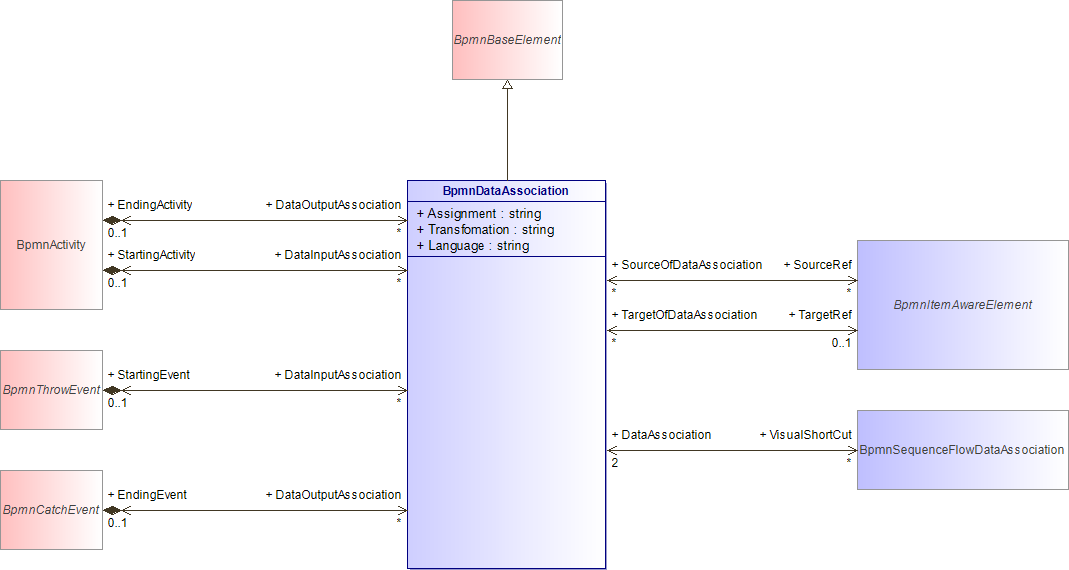 BpmnBaseElement
BpmnDataAssociation
+ Assignment : string
+ Transfomation : string
+ Language : string
BpmnActivity
+ EndingActivity
+ DataOutputAssociation
0..1
*
+ StartingActivity
+ DataInputAssociation
0..1
*
BpmnThrowEvent
+ StartingEvent
+ DataInputAssociation
0..1
*
BpmnCatchEvent
+ EndingEvent
+ DataOutputAssociation
0..1
*
+ SourceOfDataAssociation
+ SourceRef
*
*
+ TargetOfDataAssociation
+ TargetRef
*
0..1
BpmnItemAwareElement
+ DataAssociation
+ VisualShortCut
2
*
BpmnSequenceFlowDataAssociation